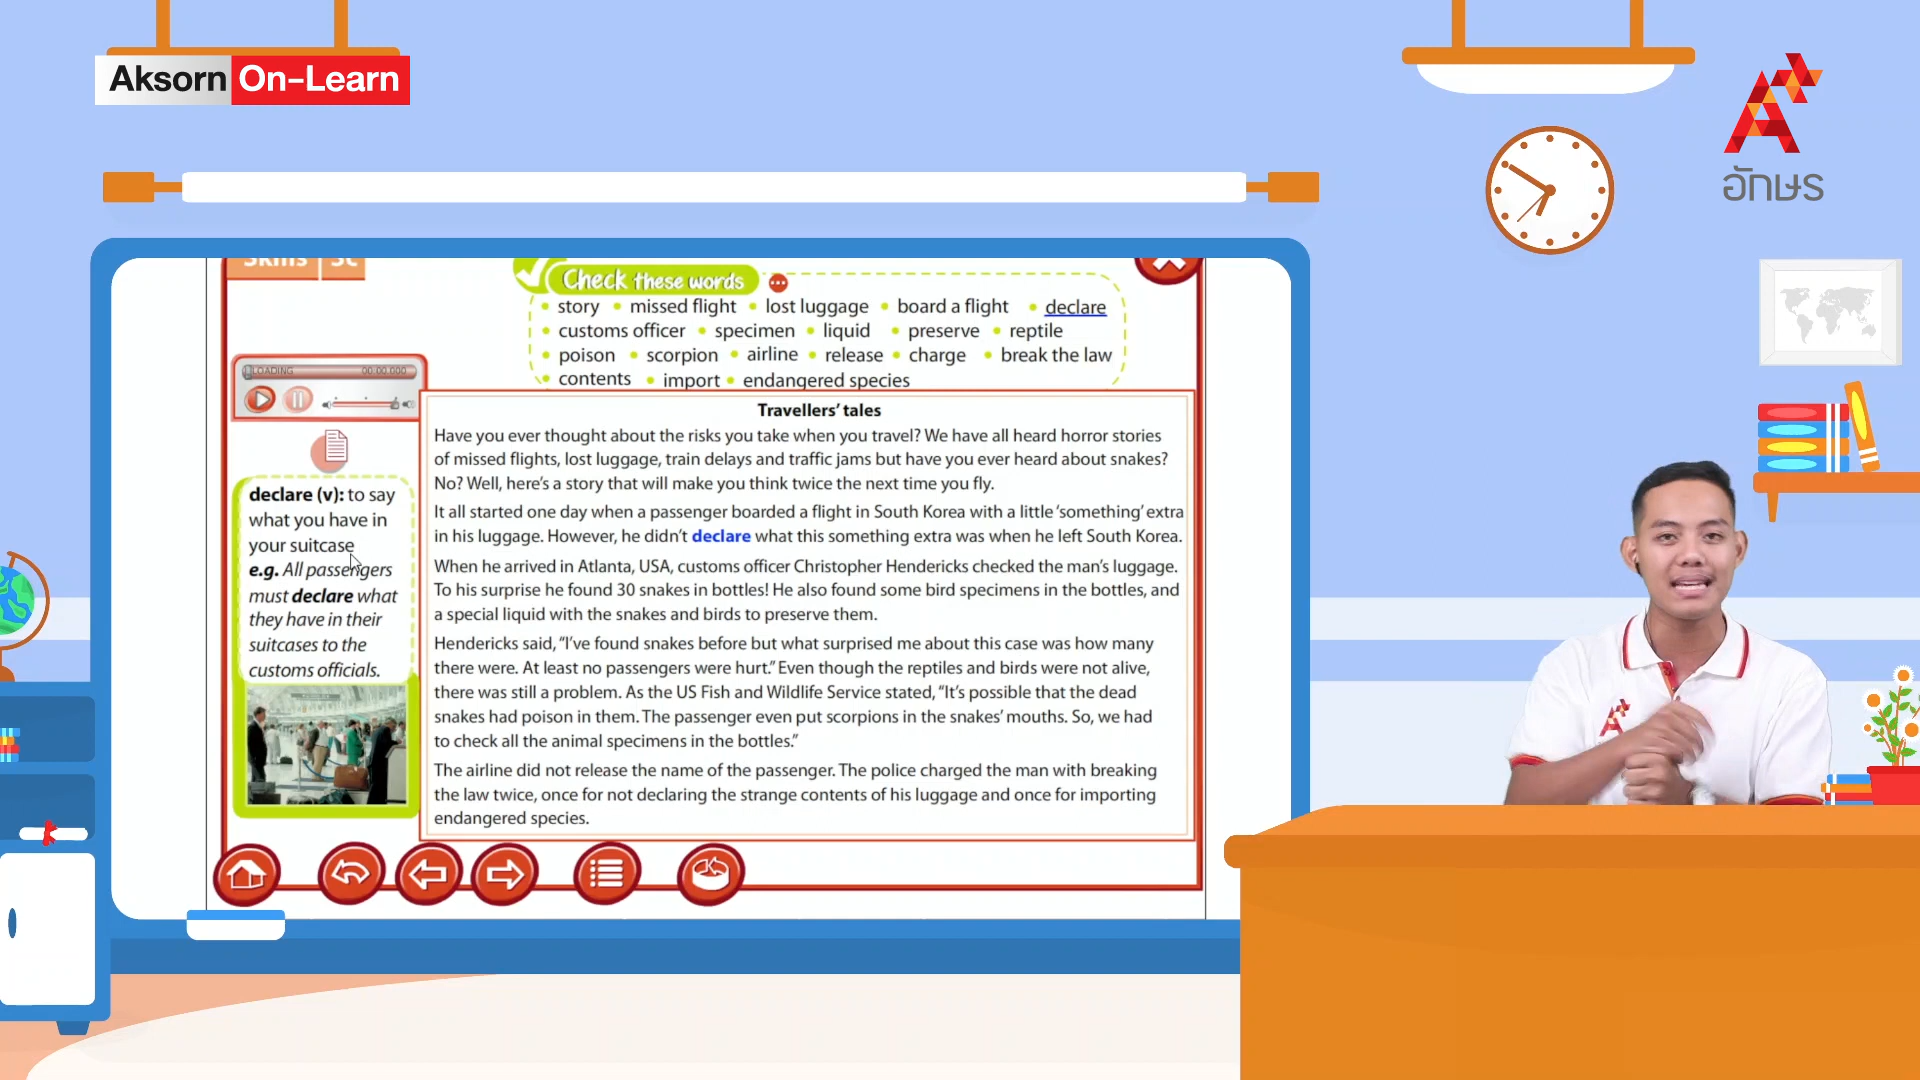 Aksorn On-Learn
อักษร
Skills 5c
Check these words
story missed flight lost luggage board a flight declare
customs officer specimen liquid preserve reptile
poison scorpion airline release charge break the law
contents import endangered species
LOADING 00:00.000
declare (v): to say
what you have in
your suitcase
e.g. All passengers
must declare what
they have in their
suitcases to the
customs officials.
Travellers' tales
Have you ever thought about the risks you take when you travel? We have all heard horror stories
of missed flights, lost luggage, train delays and traffic jams but have you ever heard about snakes?
No? Well, here's a story that will make you think twice the next time you fly.
It all started one day when a passenger boarded a flight in South Korea with a little 'something' extra
in his luggage. However, he didn't declare what this something extra was when he left South Korea.
When he arrived in Atlanta, USA, customs officer Christopher Hendericks checked the man's luggage.
To his surprise he found 30 snakes in bottles! He also found some bird specimens in the bottles, and
a special liquid with the snakes and birds to preserve them.
Hendericks said, "I've found snakes before but what surprised me about this case was how many
there were. At least no passengers were hurt." Even though the reptiles and birds were not alive,
there was still a problem. As the US Fish and Wildlife Service stated, "It's possible that the dead
snakes had poison in them. The passenger even put scorpions in the snakes' mouths. So, we had
to check all the animal specimens in the bottles."
The airline did not release the name of the passenger. The police charged the man with breaking
the law twice, once for not declaring the strange contents of his luggage and once for importing
endangered species.